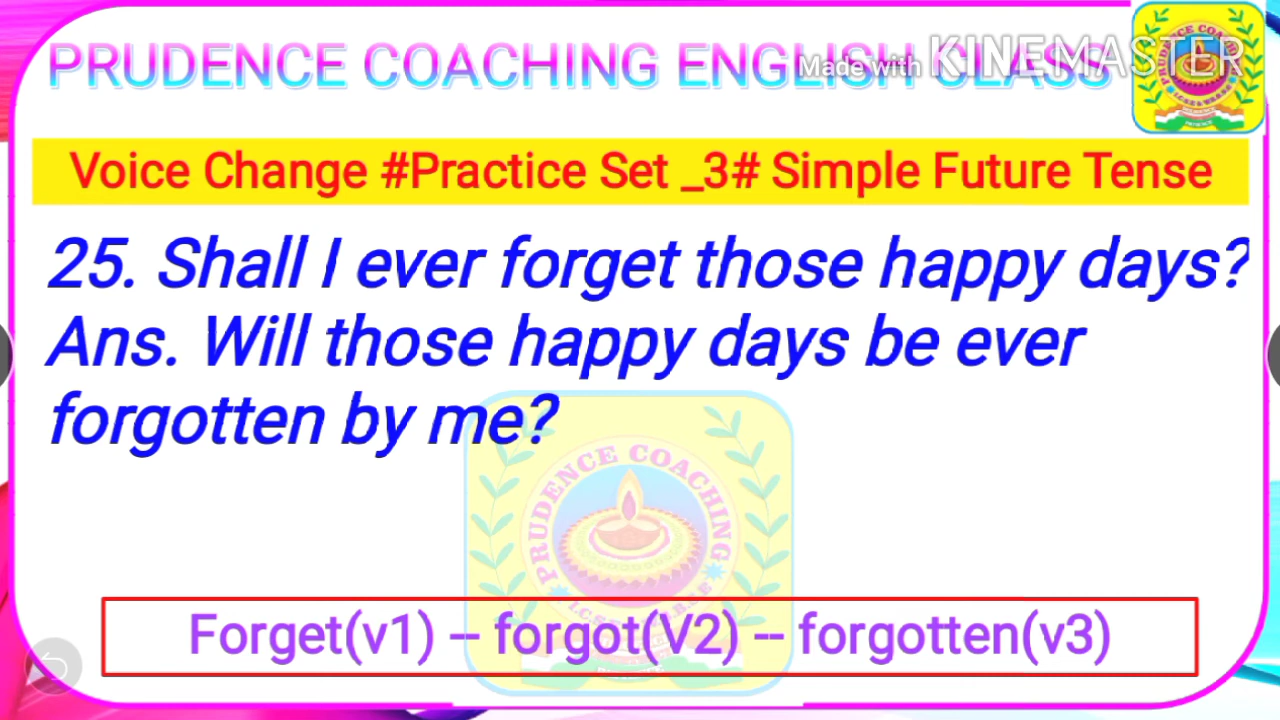 PRUDENCE COACHING ENGLISH CLASS
Made with KINEMASTER
Voice Change #Practice Set _3# Simple Future Tense
25. Shall I ever forget those happy days?
Ans. Will those happy days be ever
forgotten by me?
PRUDENCE COACHING
Forget(v1) -- forgot(V2) -- forgotten(v3)